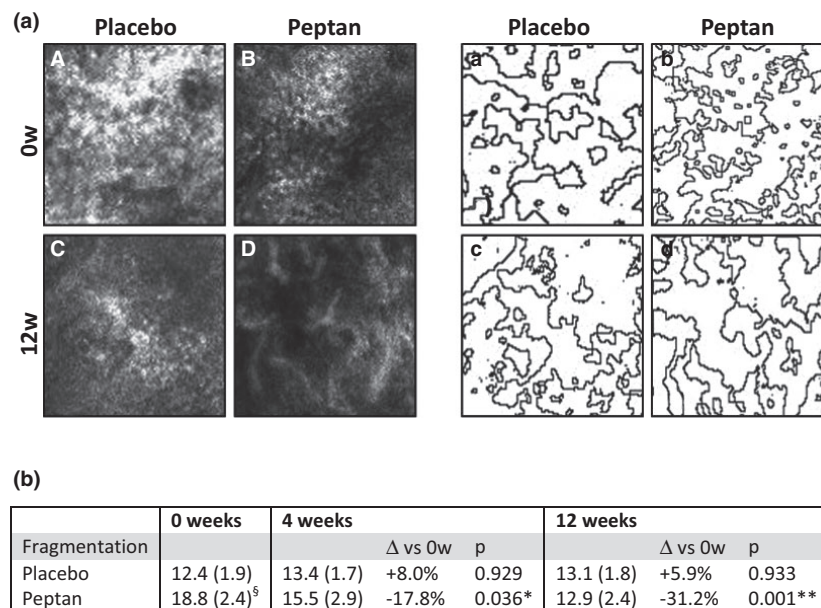 (a)
Placebo Peptan Placebo Peptan
0w
A B a b
12w
C D c d
(b)
0 weeks 4 weeks 12 weeks
Fragmentation Δ vs 0w p Δ vs 0w p
Placebo 12.4 (1.9) 13.4 (1.7) +8.0% 0.929 13.1 (1.8) +5.9% 0.933
Peptan 18.8 (2.4)§ 15.5 (2.9) -17.8% 0.036* 12.9 (2.4) -31.2% 0.001**